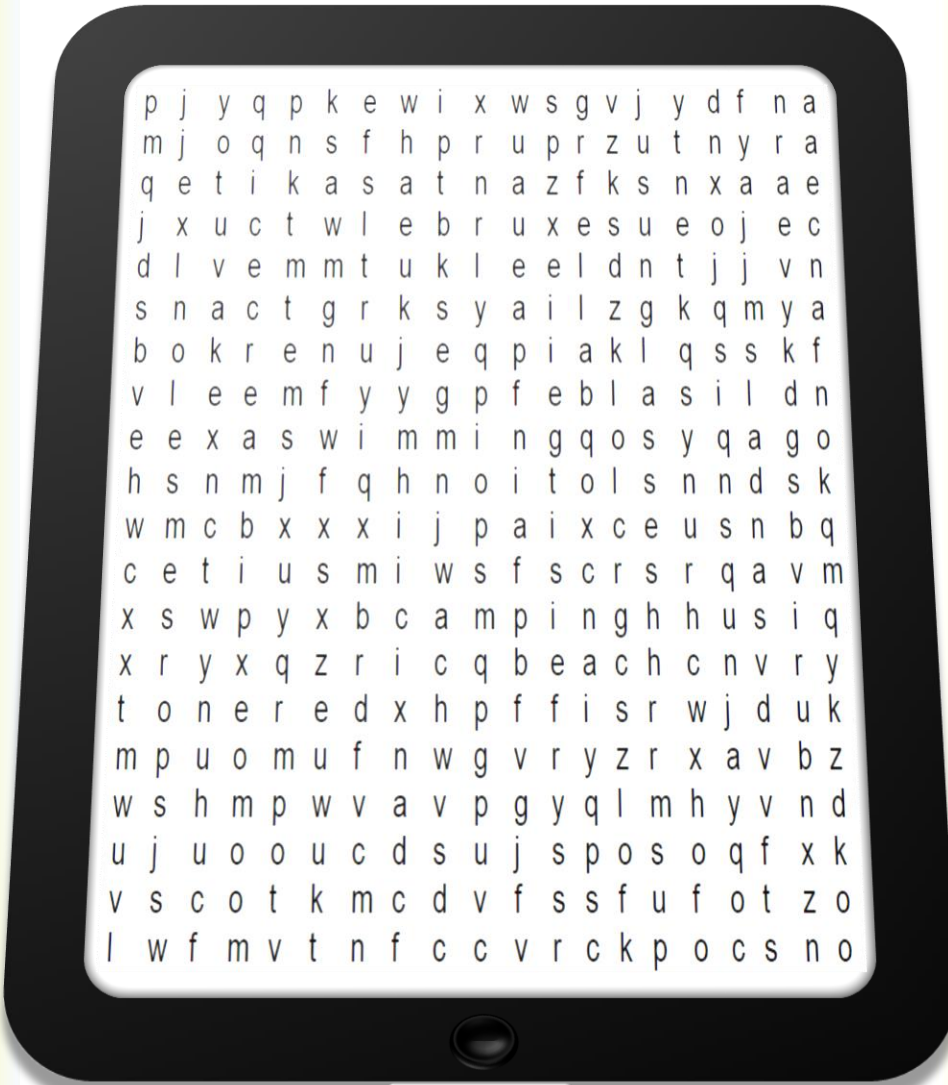 p j y q p k e w i x w s g v j y d f n a
m j o q n s f h p r u p r z u t n y r a
q e t i k a s a t n a z f k s n x a a e
j x u c t w l e b r u x e s u e o j e c
d l v e m m t u k l e e l d n t j j v n
s n a c t g r k s y a i l z g k q m y a
b o k r e n u j e q p i a k l q s s k f
v l e e m f y y g p f e b l a s i l d n
e e x a s w i m m i n g q o s y q a g o
h s n m j f q h n o i t o l s n n d s k
w m c b x x x i j p a i x c e u s n b q
c e t i u s m i w s f s c r s r q a v m
x s w p y x b c a m p i n g h h u s i q
x r y x q z r i c q b e a c h c n v r y
t o n e r e d x h p f f i s r w j d u k
m p u o m u f n w g v r y z r x a v b z
w s h m p w v a v p g y q l m h y v n d
u j u o o u c d s u j s p o s o q f x k
v s c o t k m c d v f s s f u f o t z o
l w f m v t n f c c v r c k p o c s n o